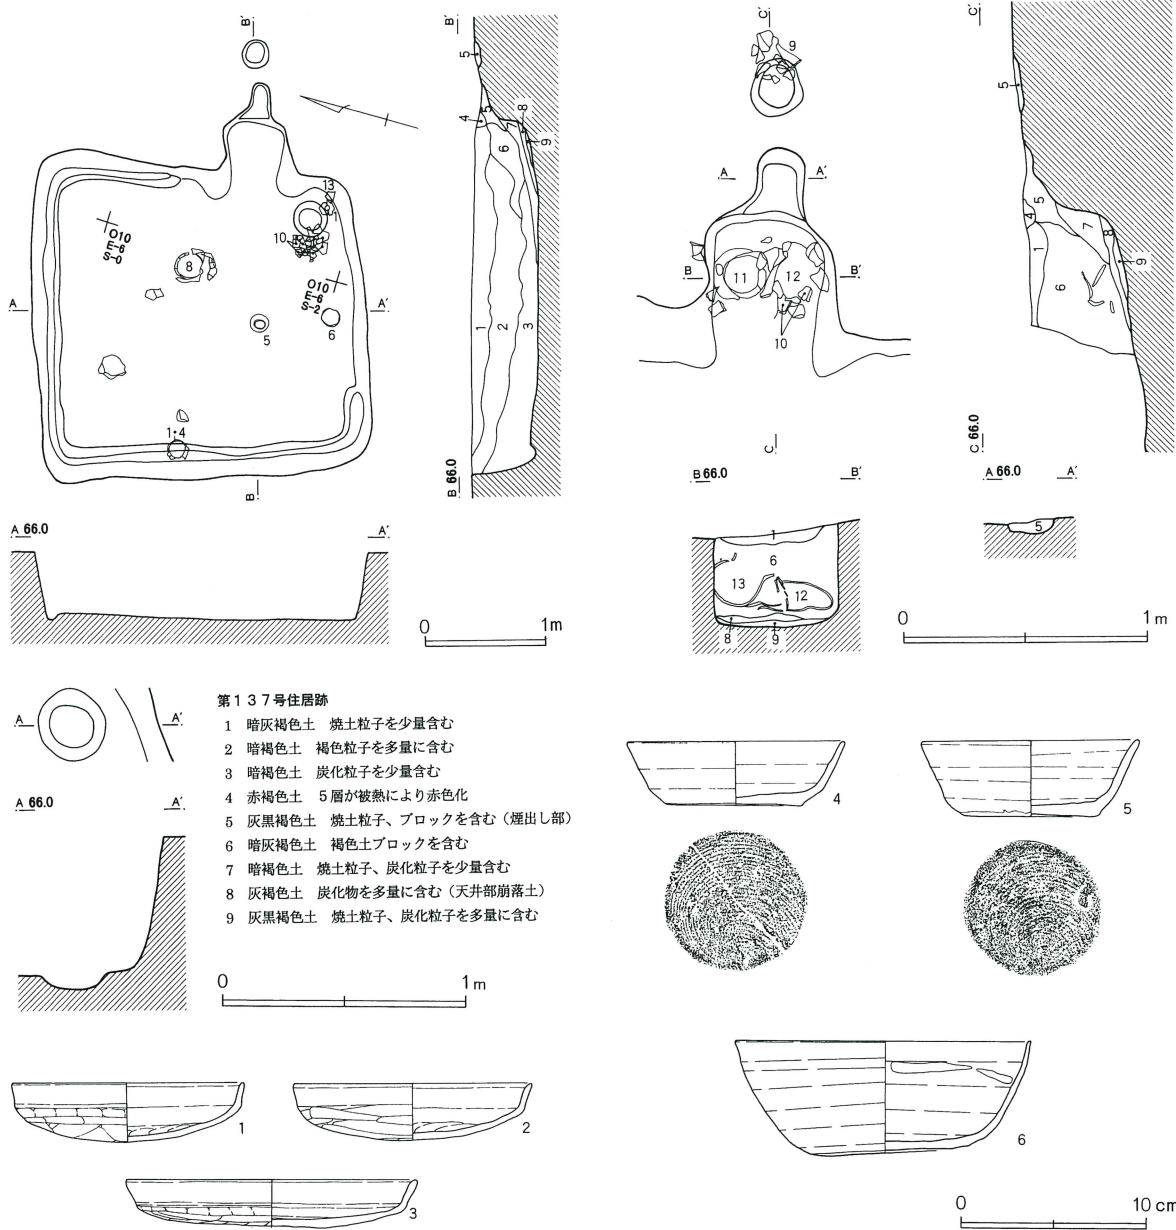 B'
13
1
10
O10
E-6
S-0
8
O10
E-6
S-2
A
A'
5
6
1・4
B
B'
5
4
5
7
8
6
9
1
2
3
B 66.0
C'
9
A
A'
B
11
12
B'
10
C
C'
5
4
5
1
7
8
6
9
C 66.0
A 66.0
A'
0
1m
B 66.0
B'
1
6
13
12
8
9
A 66.0
A'
5
0
1m
A
A'
A 66.0
A'
第137号住居跡
1 暗灰褐色土 焼土粒子を少量含む
2 暗褐色土 褐色粒子を多量に含む
3 暗褐色土 炭化粒子を少量含む
4 赤褐色土 5層が被熱により赤色化
5 灰黒褐色土 焼土粒子、ブロックを含む(煙出し部)
6 暗灰褐色土 褐色土ブロックを含む
7 暗褐色土 焼土粒子、炭化粒子を少量含む
8 灰褐色土 炭化物を多量に含む(天井部崩落土)
9 灰黒褐色土 焼土粒子、炭化粒子を多量に含む
0
1m
4
5
1
2
3
6
0
10cm